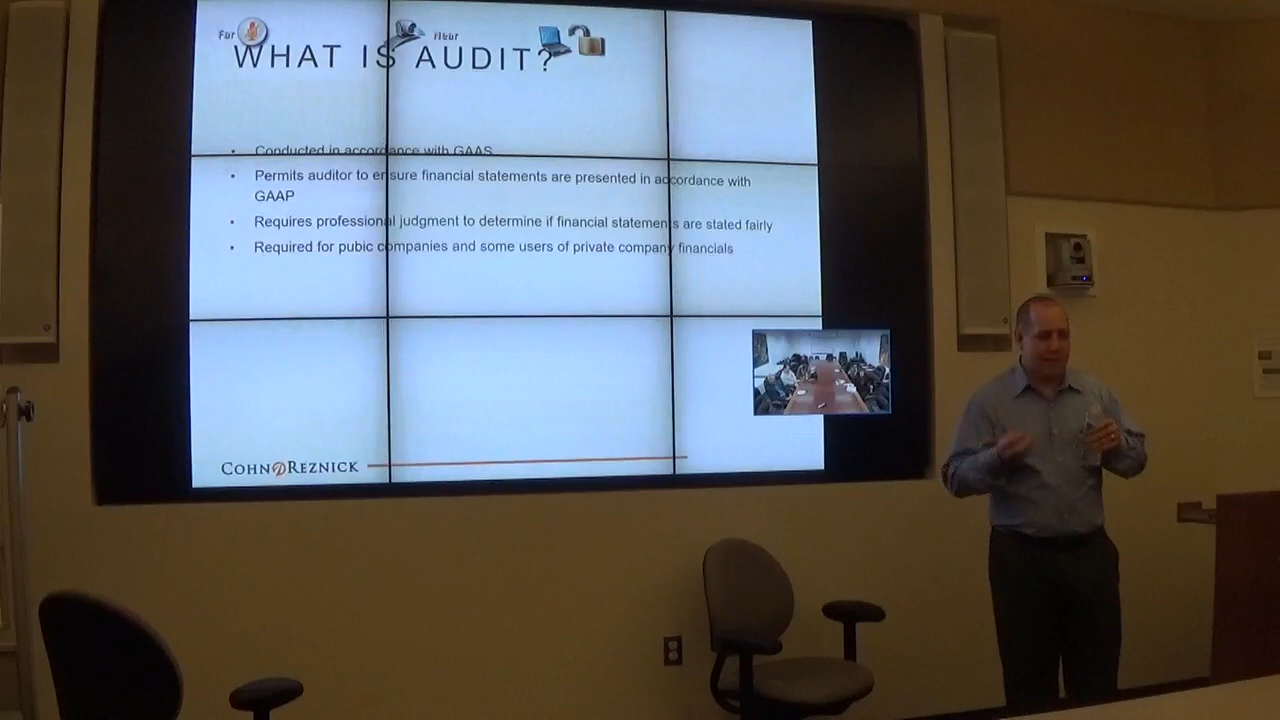 Far
Near
WHAT IS AUDIT?
• Conducted in accordance with GAAS
• Permits auditor to ensure financial statements are presented in accordance with
GAAP
• Requires professional judgment to determine if financial statements are stated fairly
• Required for pubic companies and some users of private company financials
COHNREZNICK